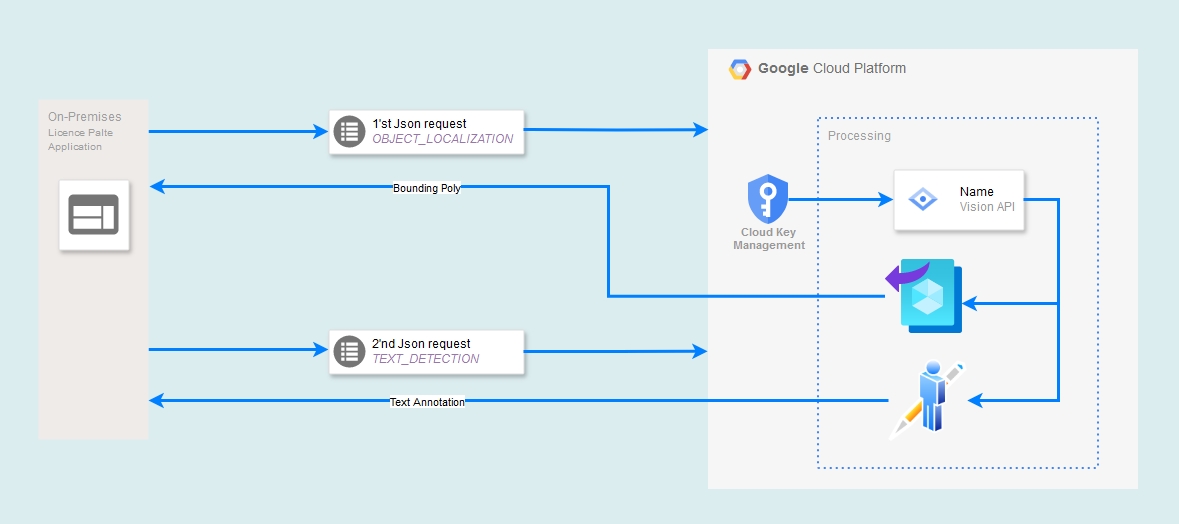 Google Cloud Platform
On-Premises
Licence Palte
Application
1'st Json request
OBJECT_LOCALIZATION
Processing
Bounding Poly
Name
Vision API
Cloud Key
Management
2'nd Json request
TEXT_DETECTION
Text Annotation